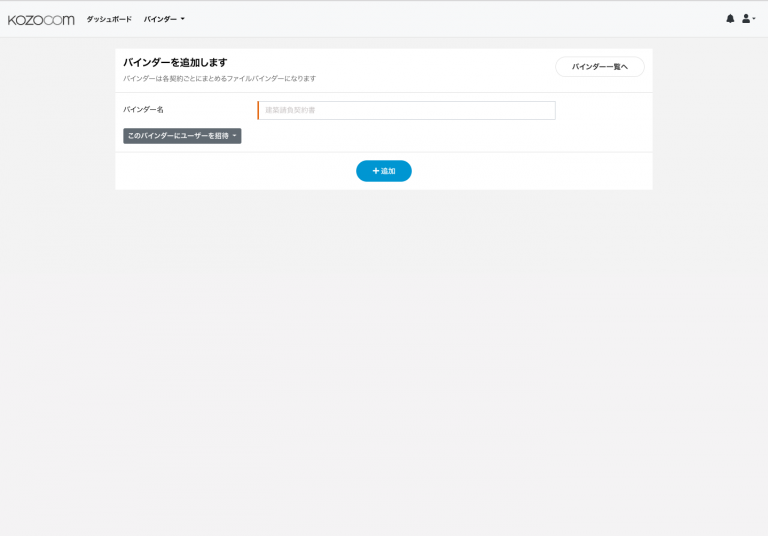 KOZOCOM ダッシュボード バインダー
バインダーを追加します
バインダーは各契約ごとにまとめるファイルバインダーになります
バインダー一覧へ
バインダー名
建築請負契約書
このバインダーにユーザーを招待
+ 追加